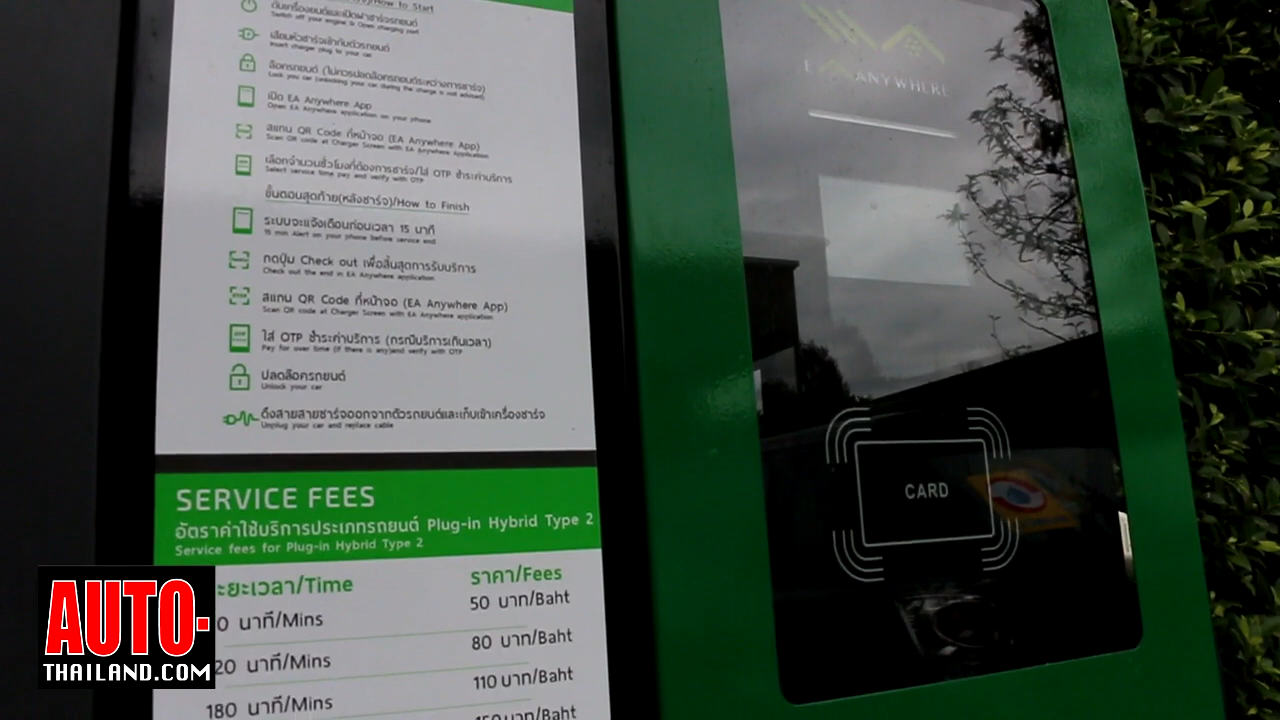 /How to Start
ดับเครื่องยนต์และเปิดฝาชาร์จรถยนต์
Switch off your engine & Open charging port
เสียบหัวชาร์จเข้ากับตัวรถยนต์
Insert charger plug to your car
ล็อกรถยนต์ (ไม่ควรปลดล็อกรถยนต์ระหว่างการชาร์จ)
Lock you car (unlocking your car during the charge is not advised)
เปิด EA Anywhere App
Open EA Anywhere application on your phone
สแกน QR Code ที่หน้าจอ (EA Anywhere App)
Scan QR code at Charger Screen with EA Anywhere Application
เลือกจำนวนชั่วโมงที่ต้องการชาร์จ/ใส่ OTP ชำระค่าบริการ
Select service time pay and verify with OTP
ขั้นตอนสุดท้าย(หลังชาร์จ)/How to Finish
ระบบจะแจ้งเตือนก่อนเวลา 15 นาที
15 min Alert on your phone before service end
กดปุ่ม Check out เพื่อสิ้นสุดการรับบริการ
Check out the end in EA Anywhere application
สแกน QR Code ที่หน้าจอ (EA Anywhere App)
Scan QR code at Charger Screen with EA Anywhere application
ใส่ OTP ชำระค่าบริการ (กรณีบริการเกินเวลา)
Pay for over time (if there is any)and verify with OTP
ปลดล็อครถยนต์
Unlock your car
ดึงสายสายชาร์จออกจากตัวรถยนต์และเก็บเข้าเครื่องชาร์จ
Unplug your car and replace cable
SERVICE FEES
อัตราค่าใช้บริการประเภทรถยนต์ Plug-in Hybrid Type 2
Service fees for Plug-in Hybrid Type 2
ะยะเวลา/Time ราคา/Fees
0 นาที/Mins 50 บาท/Baht
20 นาที/Mins 80 บาท/Baht
180 นาที/Mins 110 บาท/Baht
บาท/Baht
EA ANYWHERE
CARD
AUTO-
THAILAND.COM